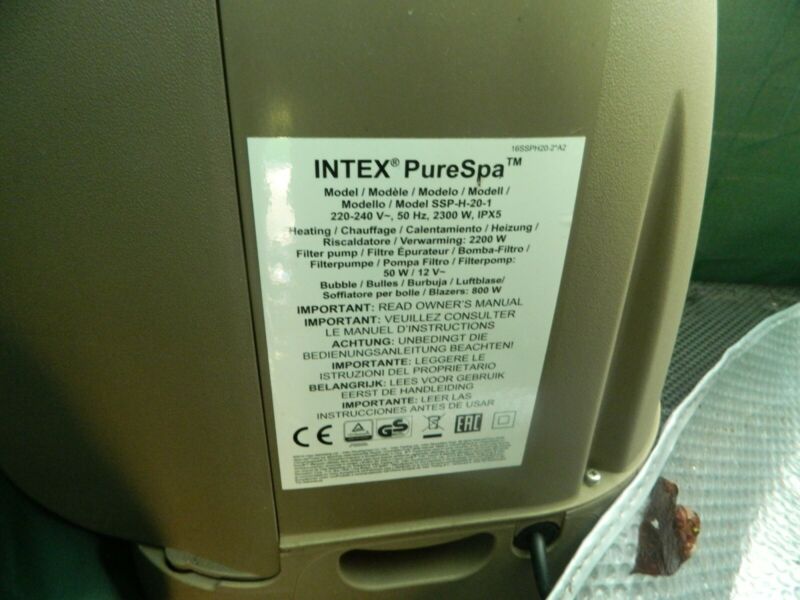 16SSPH20-2*A2
INTEX® PureSpa™
Model / Modèle / Modelo / Modell /
Modello / Model SSP-H-20-1
220-240 V~, 50 Hz, 2300 W, IPX5
Heating / Chauffage / Calentamiento / Heizung /
Riscaldatore / Verwarming: 2200 W
Filter pump / Filtre Épurateur / Bomba-Filtro /
Filterpumpe / Pompa Filtro / Filterpomp:
50 W / 12 V~
Bubble / Bulles / Burbuja / Luftblase/
Soffiatore per bolle / Blazers: 800 W
IMPORTANT: READ OWNER'S MANUAL
IMPORTANT: VEUILLEZ CONSULTER
LE MANUEL D'INSTRUCTIONS
ACHTUNG: UNBEDINGT DIE
BEDIENUNGSANLEITUNG BEACHTEN!
IMPORTANTE: LEGGERE LE
ISTRUZIONI DEL PROPRIETARIO
BELANGRIJK: LEES VOOR GEBRUIK
EERST DE HANDLEIDING
IMPORTANTE: LEER LAS
INSTRUCCIONES ANTES DE USAR
CE GS EAC